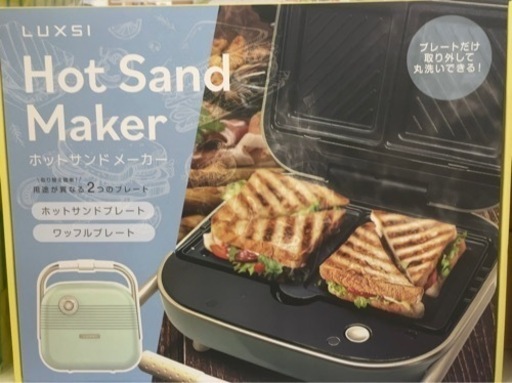 LUXSI
Hot Sand
Maker
ホットサンドメーカー
用途が異なる2つのプレート
ホットサンドプレート
ワッフルプレート
プレートだけ
取り外して
丸洗いできる!